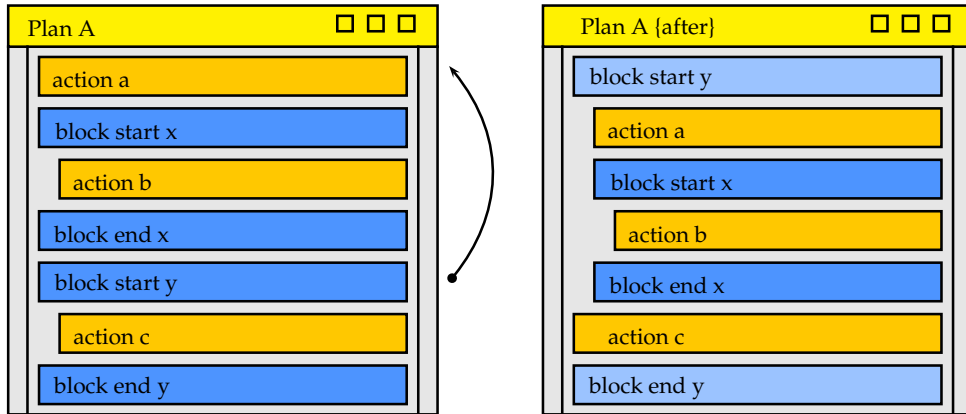 Plan A
action a
block start x
action b
block end x
block start y
action c
block end y
Plan A {after}
block start y
action a
block start x
action b
block end x
action c
block end y